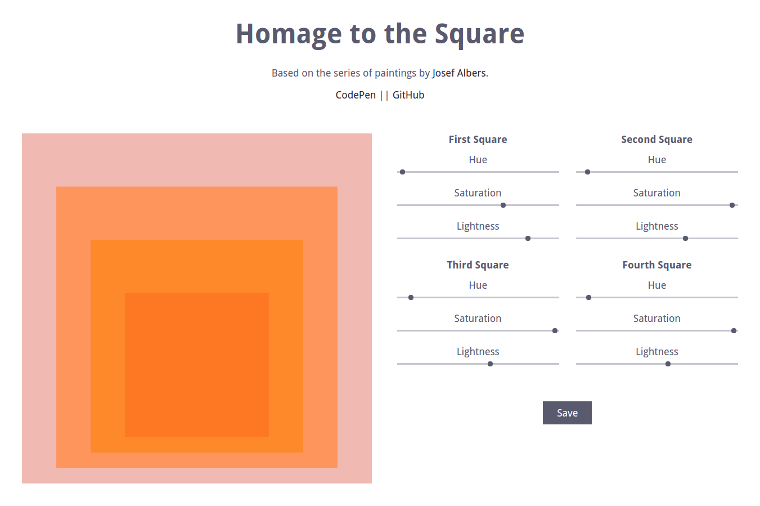 Homage to the Square
Based on the series of paintings by Josef Albers.
CodePen || GitHub
First Square
Hue
Saturation
Lightness
Second Square
Hue
Saturation
Lightness
Third Square
Hue
Saturation
Lightness
Fourth Square
Hue
Saturation
Lightness
Save